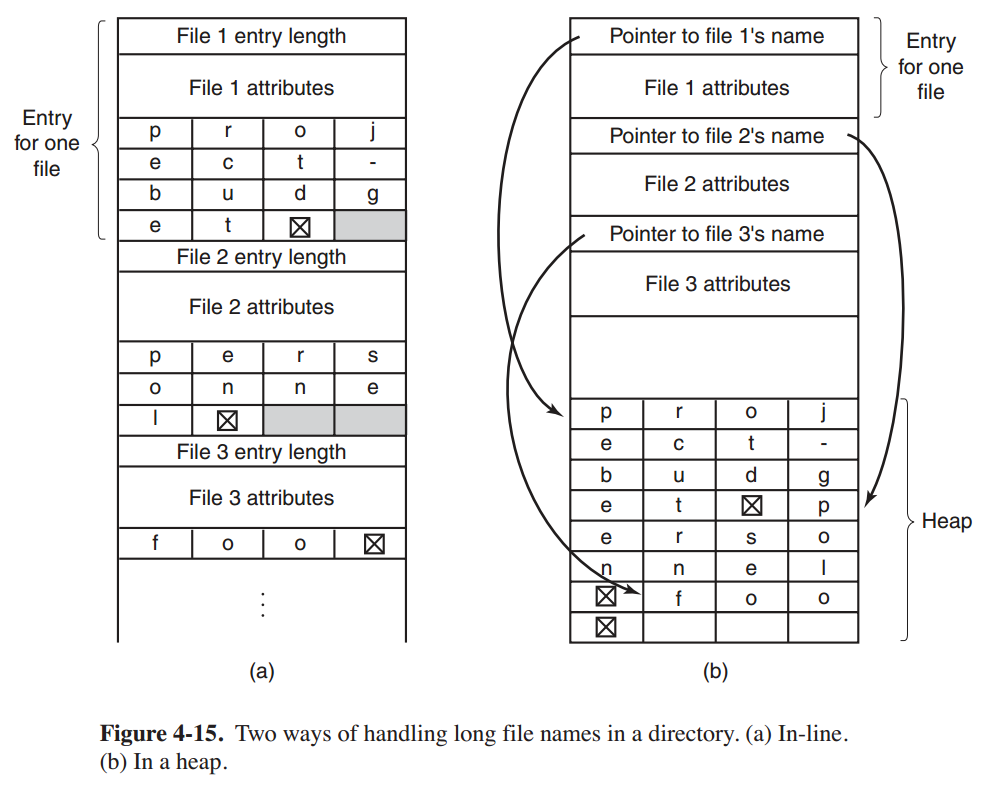 File 1 entry length
File 1 attributes
p r o j
e c t -
b u d g
e t
File 2 entry length
File 2 attributes
p e r s
o n n e
l
File 3 entry length
File 3 attributes
f o o
⋮
Entry
for one
file
(a)
Pointer to file 1's name
File 1 attributes
Pointer to file 2's name
File 2 attributes
Pointer to file 3's name
File 3 attributes
p r o j
e c t -
b u d g
e t p
e r s o
n n e l
f o o
Entry
for one
file
Heap
(b)
Figure 4-15. Two ways of handling long file names in a directory. (a) In-line.
(b) In a heap.